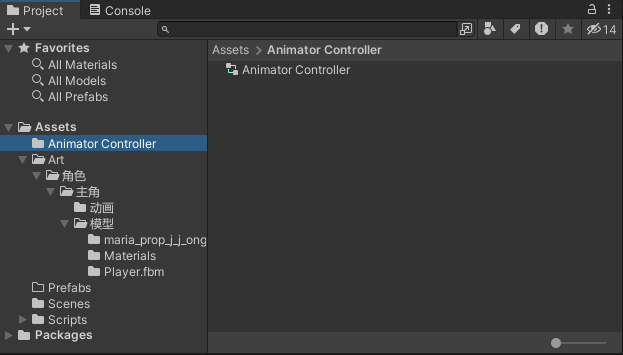 Project Console
14
Favorites
All Materials
All Models
All Prefabs
Assets
Animator Controller
Art
角色
主角
动画
模型
maria_prop_j_j_ong
Materials
Player.fbm
Prefabs
Scenes
Scripts
Packages
Assets > Animator Controller
Animator Controller